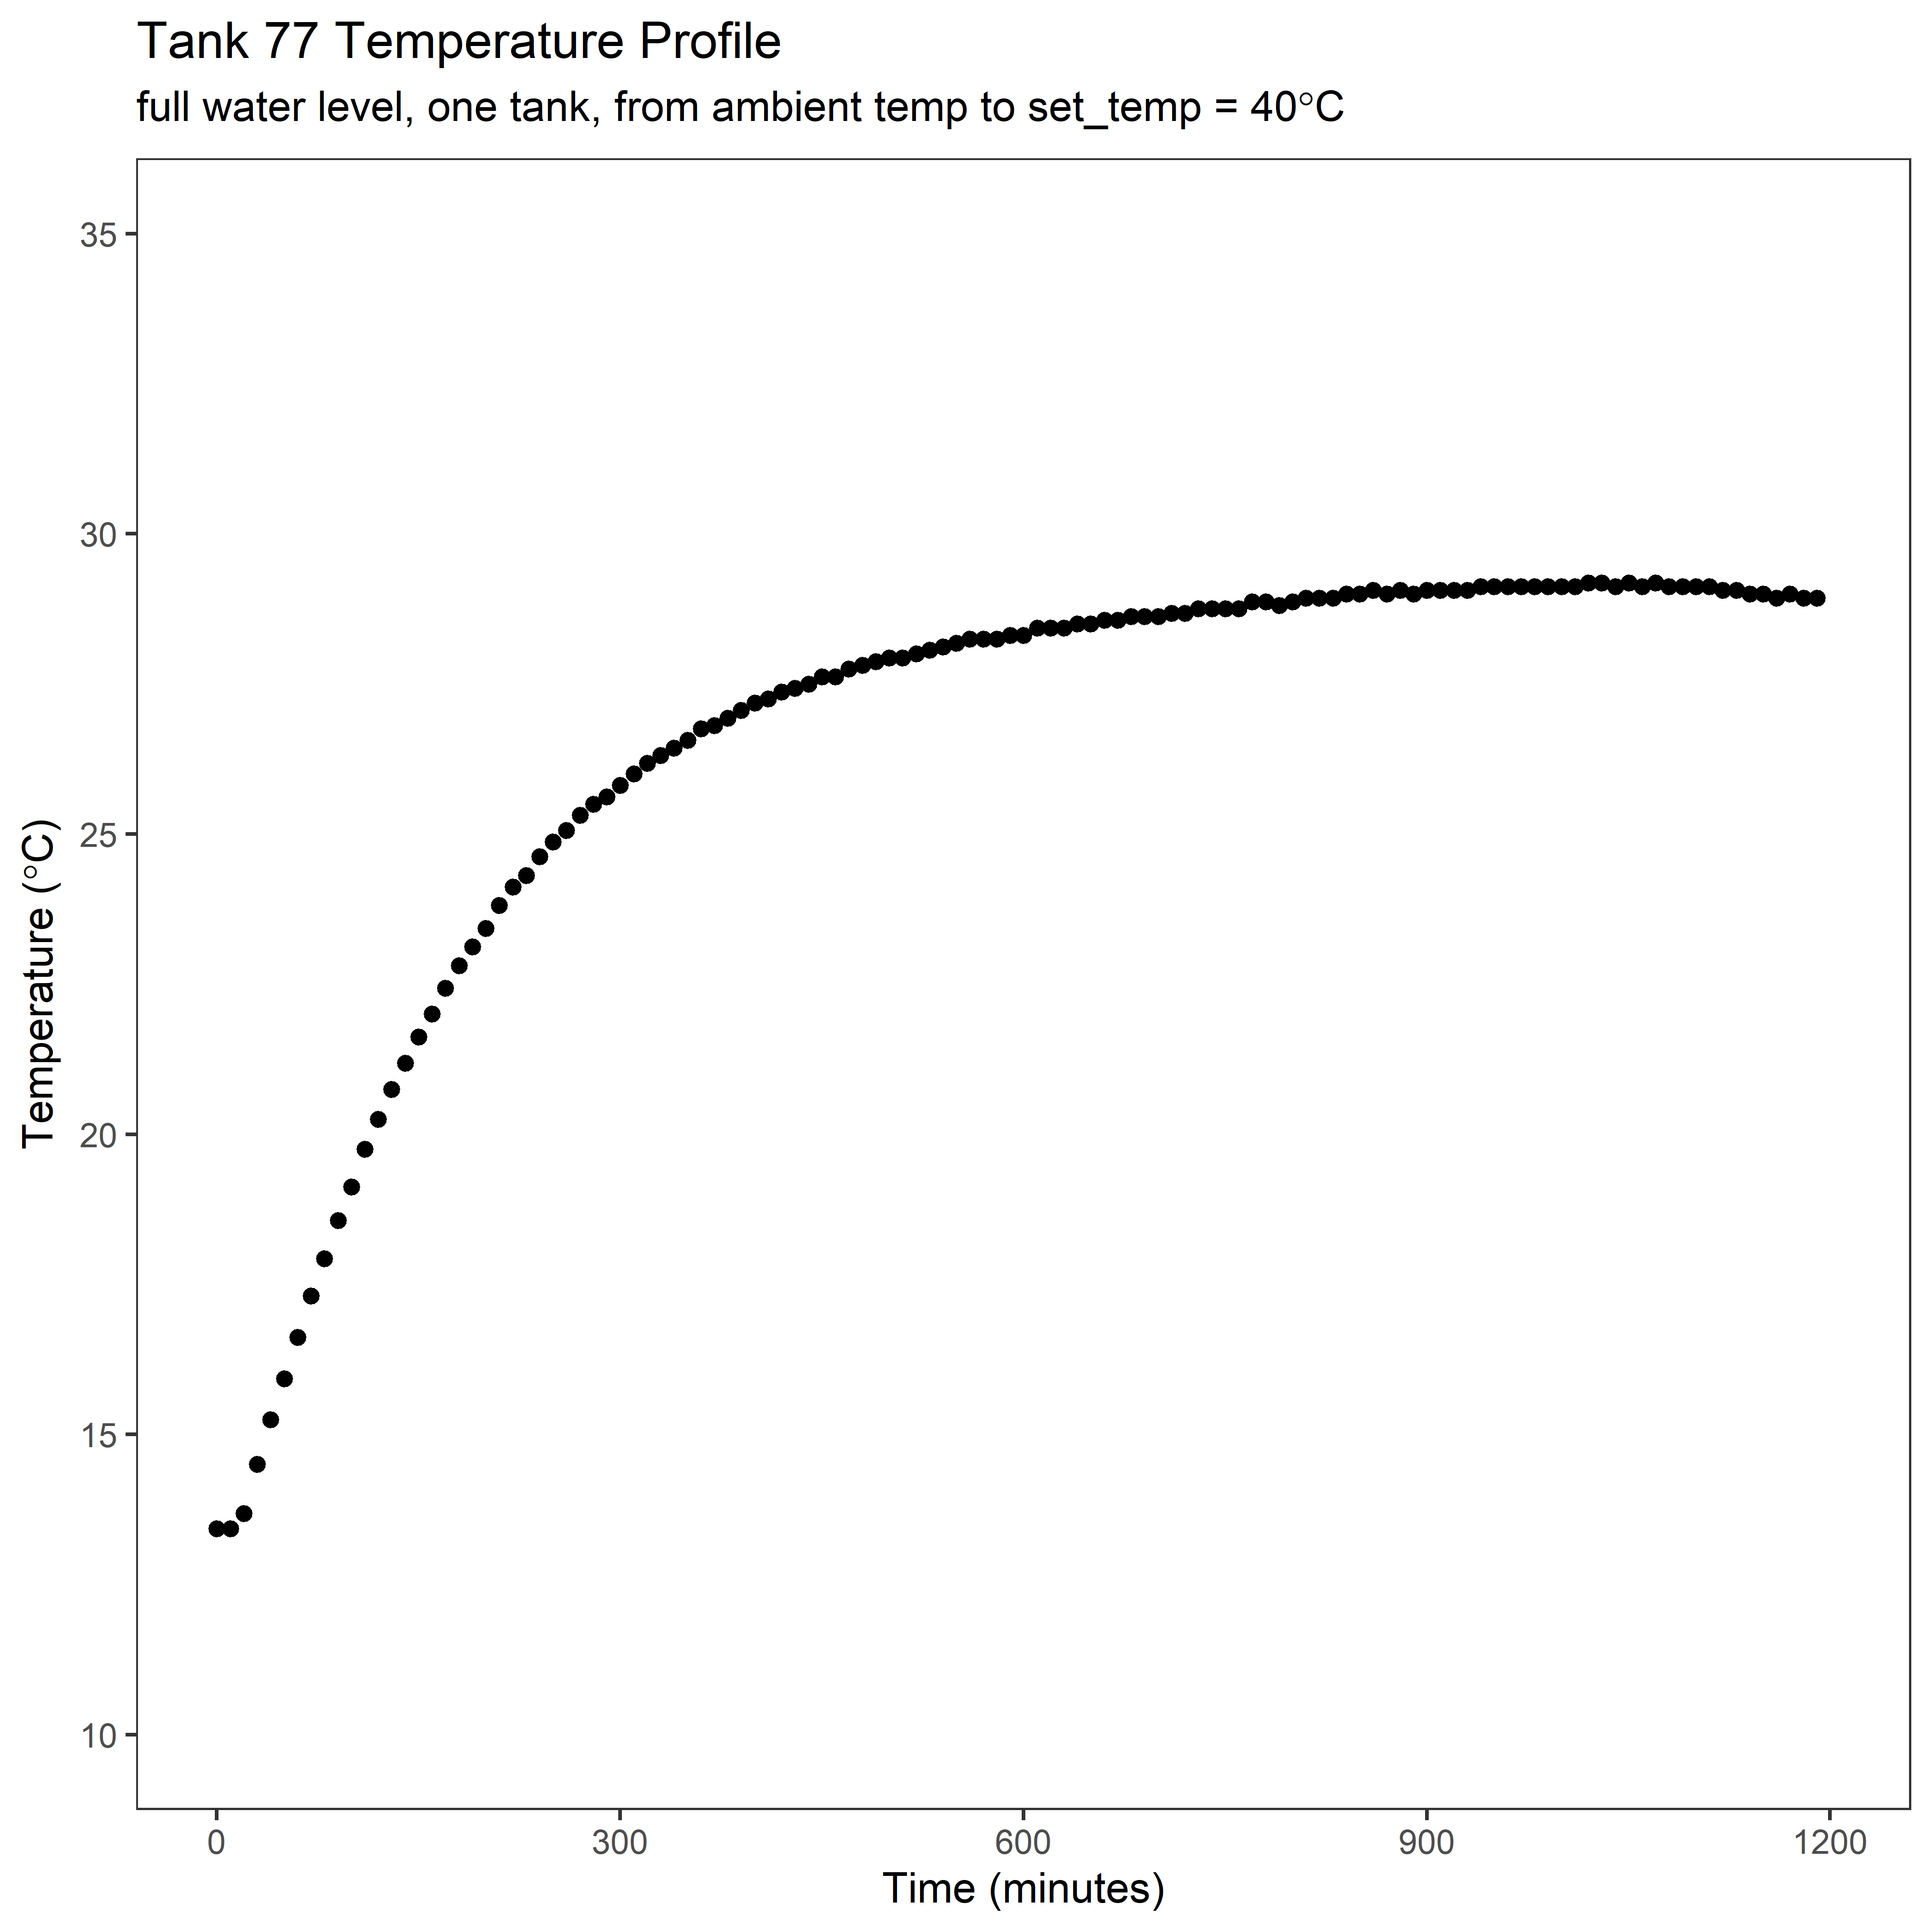 Tank 77 Temperature Profile
full water level, one tank, from ambient temp to set_temp = 40°C
35
30
25
20
15
10
Temperature (°C)
0 300 600 900 1200
Time (minutes)